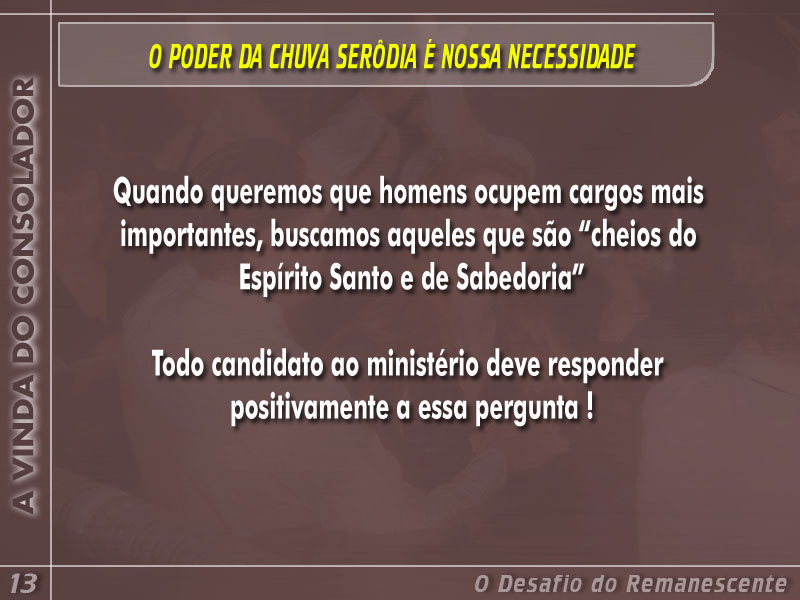 O PODER DA CHUVA SERÔDIA É NOSSA NECESSIDADE
A VINDA DO CONSOLADOR
Quando queremos que homens ocupem cargos mais
importantes, buscamos aqueles que são “cheios do
Espírito Santo e de Sabedoria”
Todo candidato ao ministério deve responder
positivamente a essa pergunta !
13
O Desafio do Remanescente